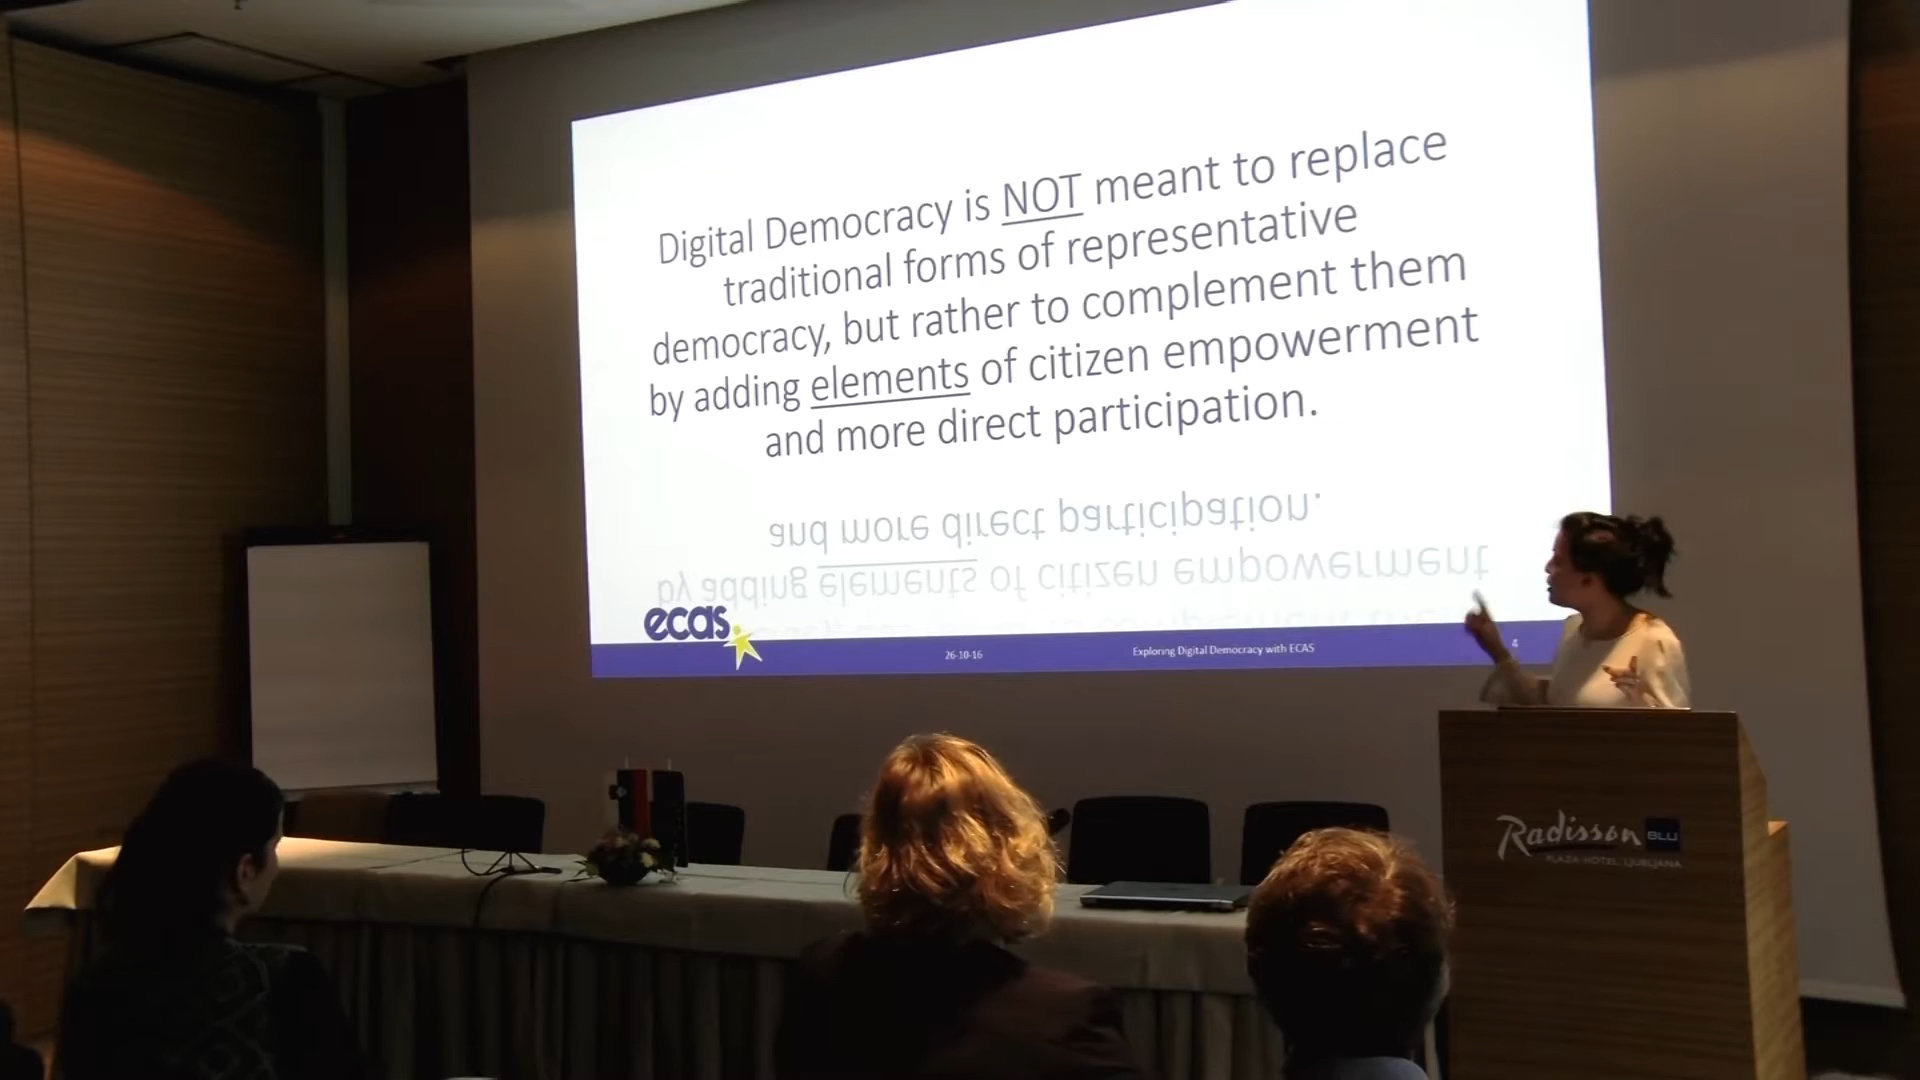 Digital Democracy is NOT meant to replace
traditional forms of representative
democracy, but rather to complement them
by adding elements of citizen empowerment
and more direct participation.
and more direct participation.
by adding elements of citizen empowerment
ecas
26-10-16
Exploring Digital Democracy with ECAS
4
Radisson BLU
PLAZA HOTEL, LJUBLJANA